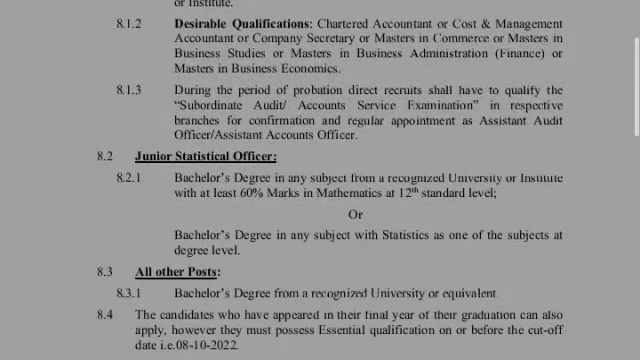 or Institute.
8.1.2 Desirable Qualifications: Chartered Accountant or Cost & Management
Accountant or Company Secretary or Masters in Commerce or Masters in
Business Studies or Masters in Business Administration (Finance) or
Masters in Business Economics.
8.1.3 During the period of probation direct recruits shall have to qualify the
“Subordinate Audit/ Accounts Service Examination” in respective
branches for confirmation and regular appointment as Assistant Audit
Officer/Assistant Accounts Officer.
8.2 Junior Statistical Officer:
8.2.1 Bachelor’s Degree in any subject from a recognized University or Institute
with at least 60% Marks in Mathematics at 12th standard level;
Or
Bachelor’s Degree in any subject with Statistics as one of the subjects at
degree level.
8.3 All other Posts:
8.3.1 Bachelor’s Degree from a recognized University or equivalent.
8.4 The candidates who have appeared in their final year of their graduation can also
apply, however they must possess Essential qualification on or before the cut-off
date i.e.08-10-2022.